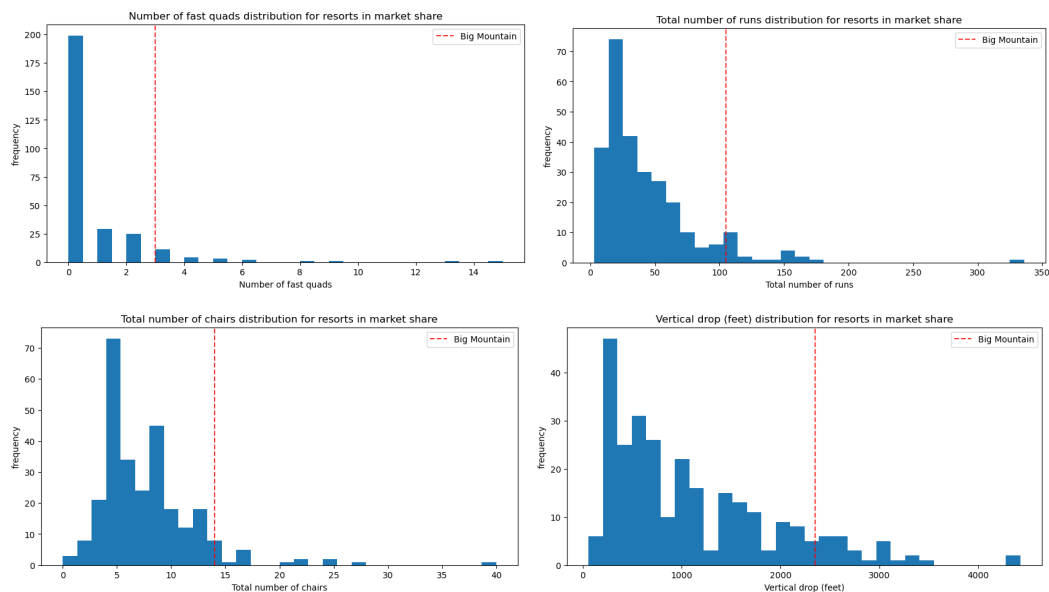 Number of fast quads distribution for resorts in market share
frequency
200
175
150
125
100
75
50
25
0
Big Mountain
0 2 4 6 8 10 12 14
Number of fast quads
Total number of runs distribution for resorts in market share
frequency
70
60
50
40
30
20
10
0
Big Mountain
0 50 100 150 200 250 300 350
Total number of runs
Total number of chairs distribution for resorts in market share
frequency
70
60
50
40
30
20
10
0
Big Mountain
0 5 10 15 20 25 30 35 40
Total number of chairs
Vertical drop (feet) distribution for resorts in market share
frequency
40
30
20
10
0
Big Mountain
0 1000 2000 3000 4000
Vertical drop (feet)